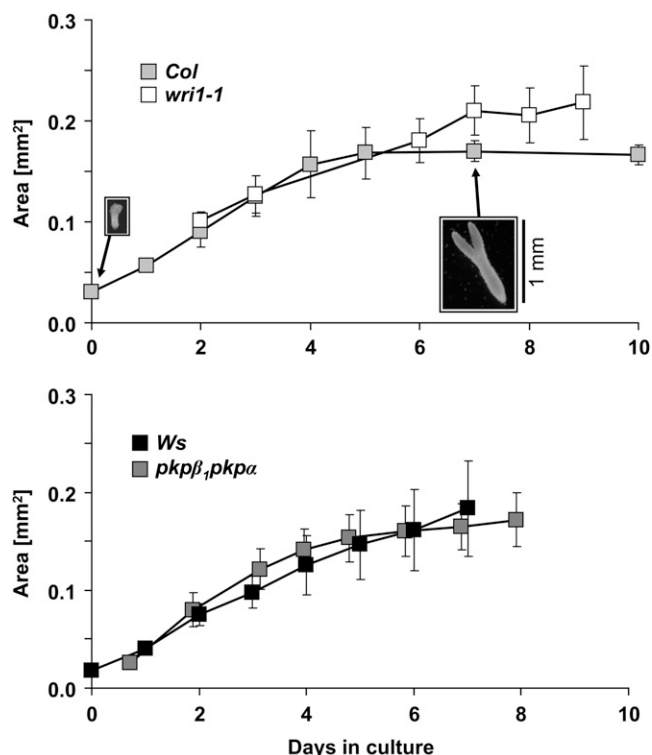 0.3
Col
wri1-1
0.2
Area [mm²]
0.1
1 mm
0.0
0 2 4 6 8 10
0.3
Ws
pkpβ₁pkpα
0.2
Area [mm²]
0.1
0.0
0 2 4 6 8 10
Days in culture